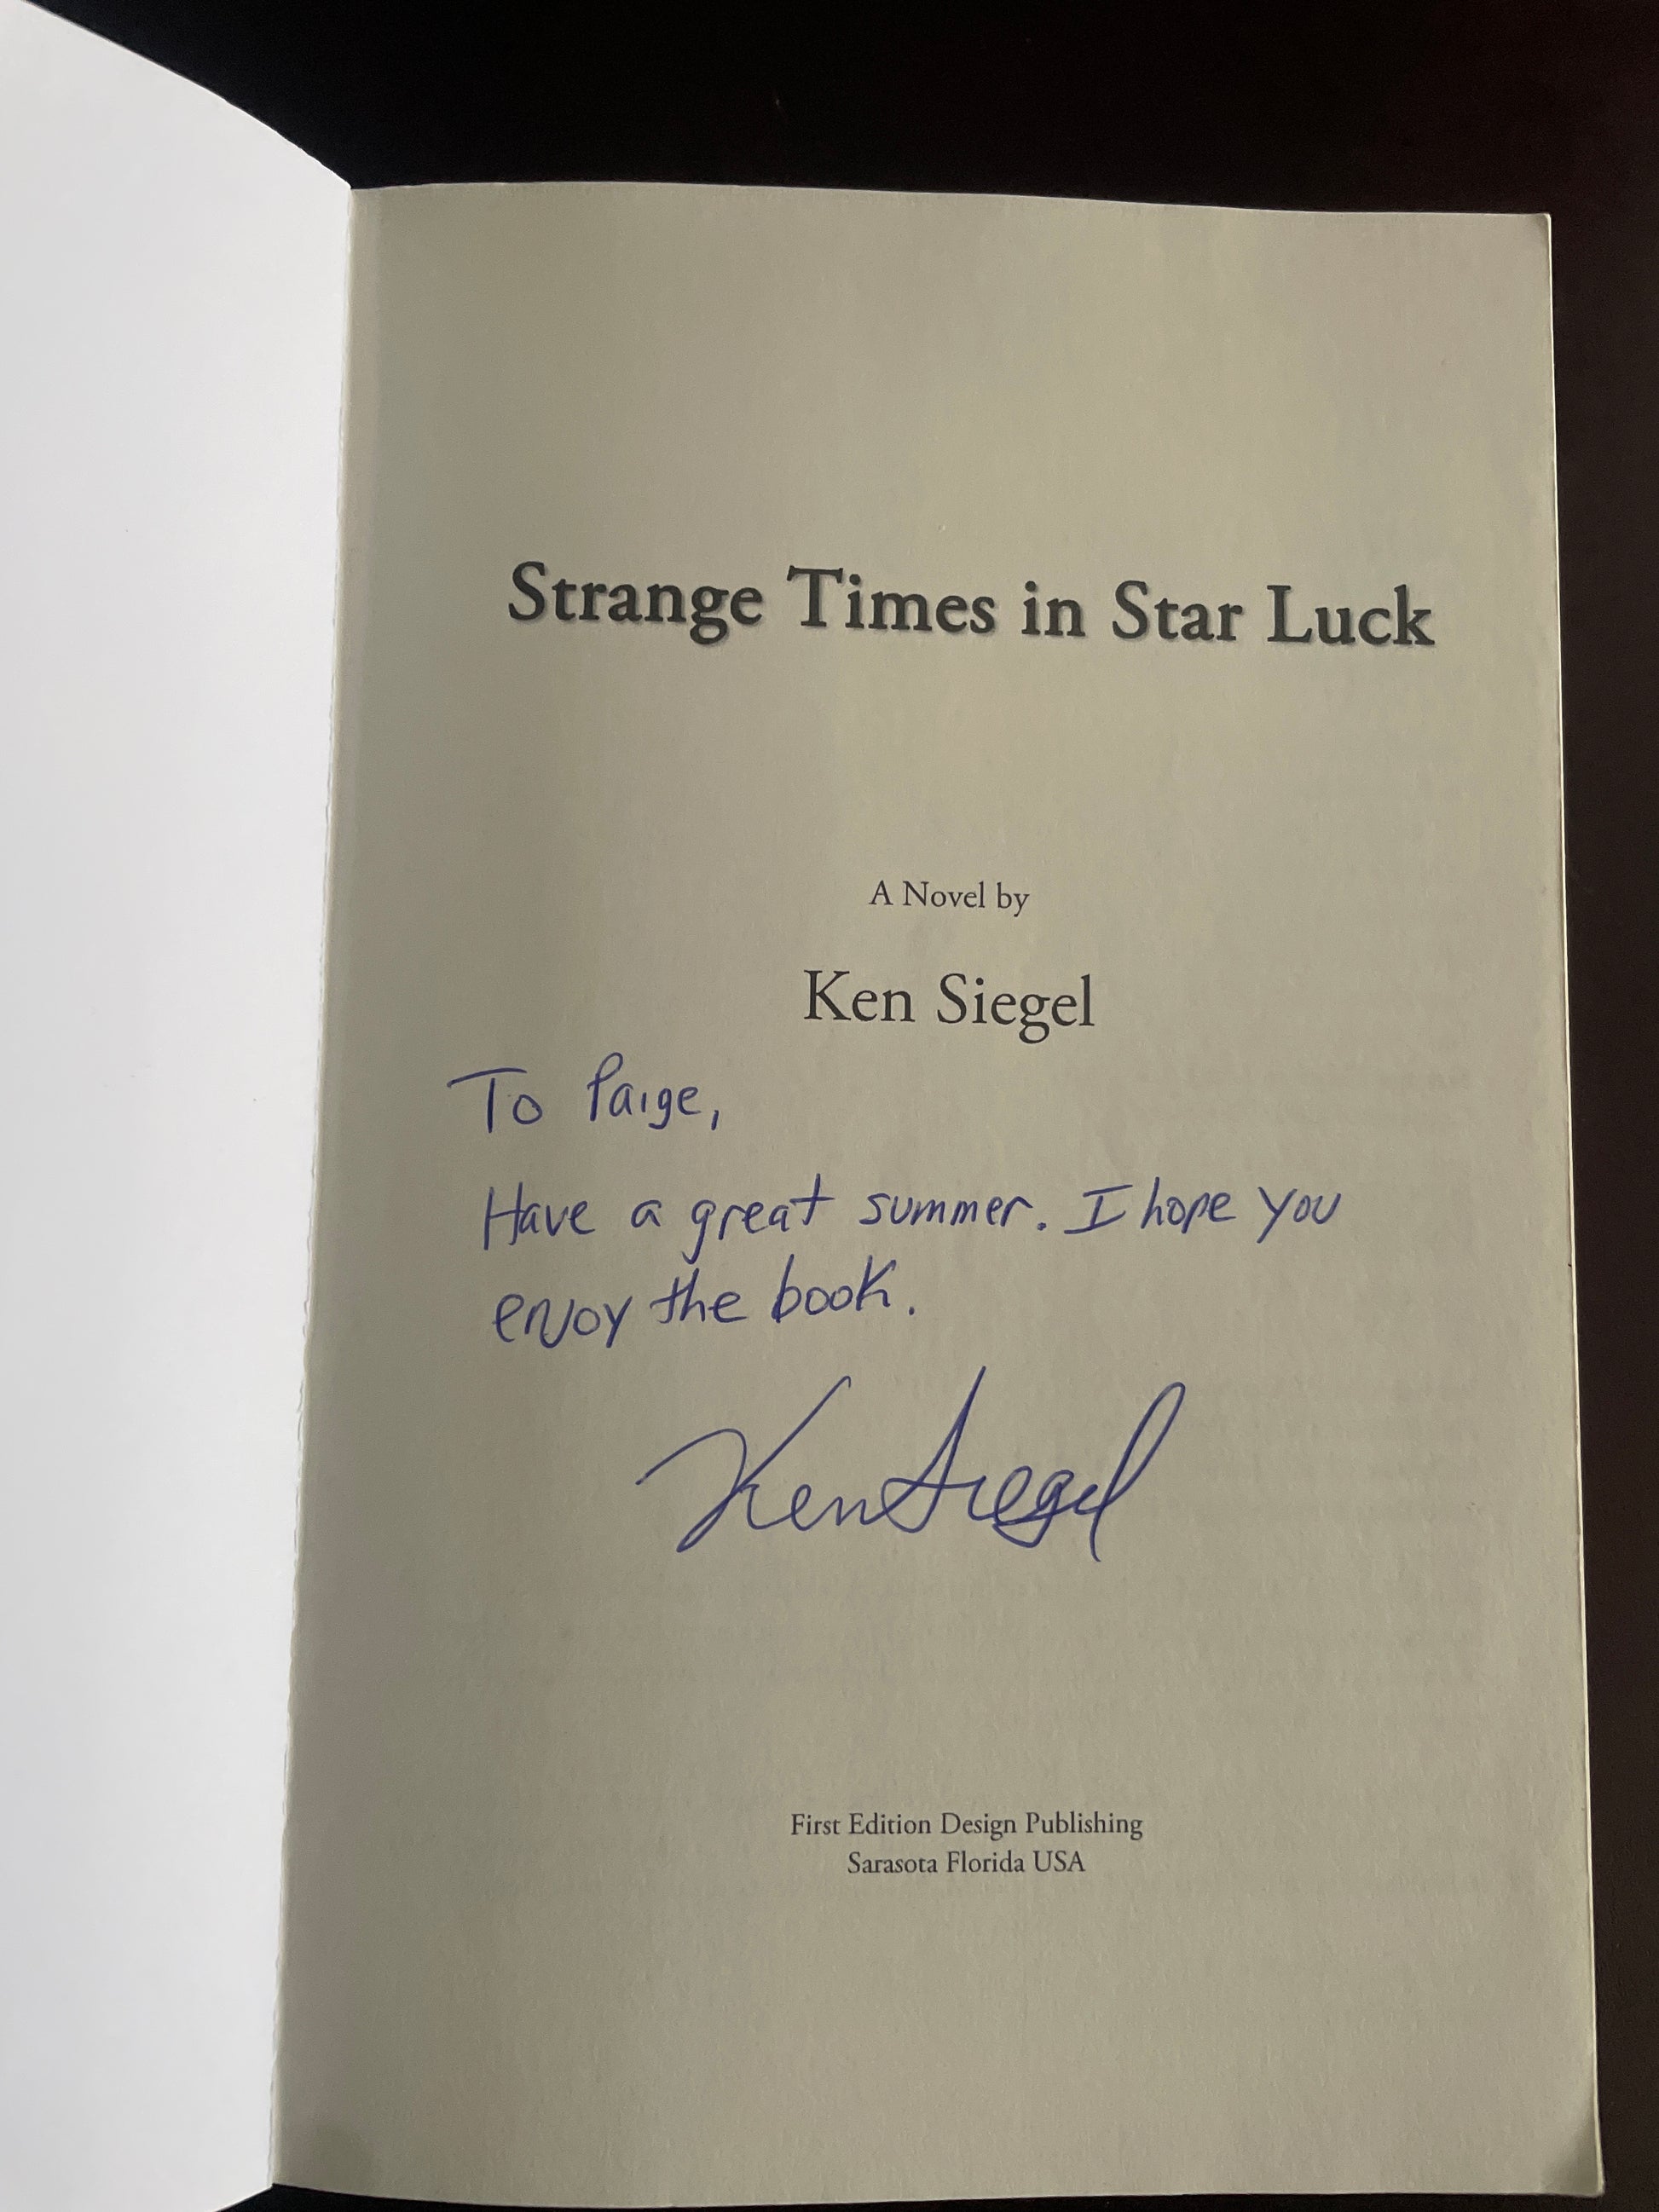 Strange Times in Star Luck
A Novel by
Ken Siegel
To Paige,
Have a great summer. I hope you
enjoy the book.
Ken Siegel
First Edition Design Publishing
Sarasota Florida USA